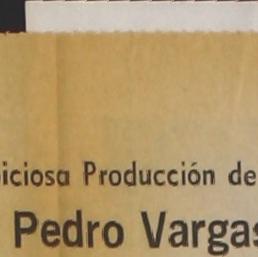 iciosa Producción de
Pedro Vargas